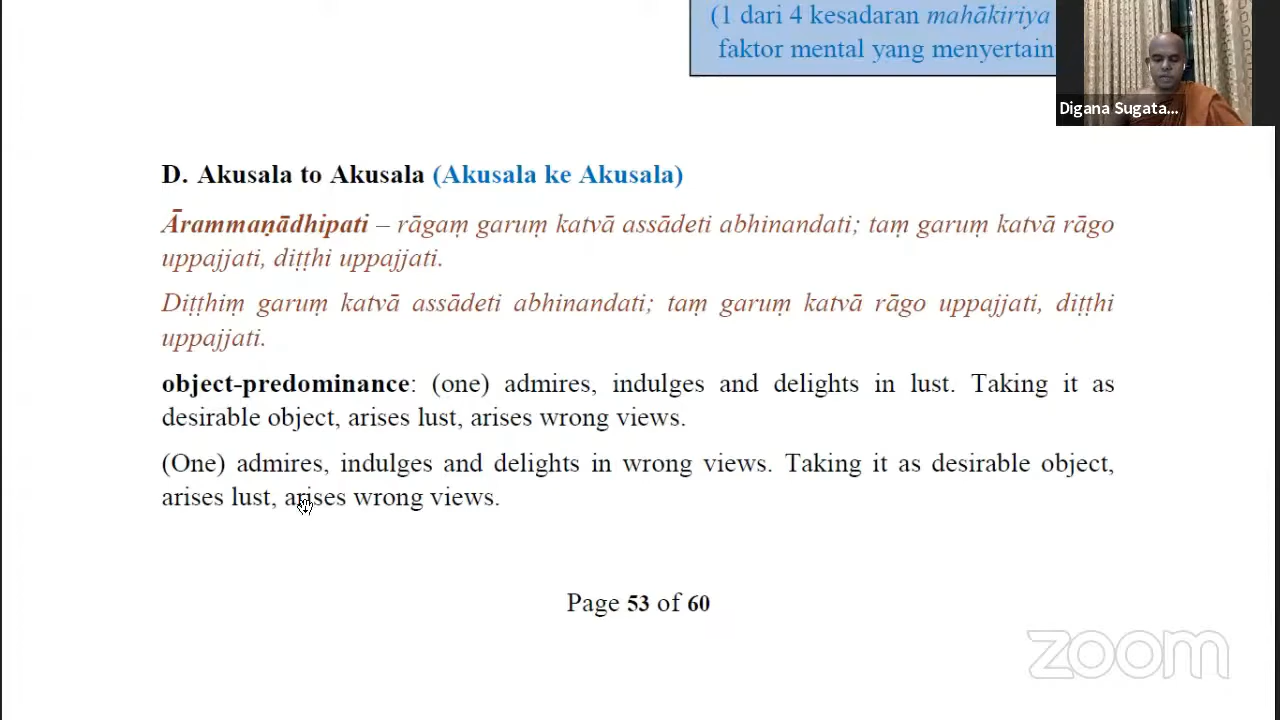 (1 dari 4 kesadaran mahākiriya
faktor mental yang menyertain
Digana Sugata...
D. Akusala to Akusala (Akusala ke Akusala)
Ārammaṇādhipati – rāgaṃ garuṃ katvā assādeti abhinandati; taṃ garuṃ katvā rāgo
uppajjati, diṭṭhi uppajjati.
Diṭṭhiṃ garuṃ katvā assādeti abhinandati; taṃ garuṃ katvā rāgo uppajjati, diṭṭhi
uppajjati.
object-predominance: (one) admires, indulges and delights in lust. Taking it as
desirable object, arises lust, arises wrong views.
(One) admires, indulges and delights in wrong views. Taking it as desirable object,
arises lust, arises wrong views.
Page 53 of 60
zoom